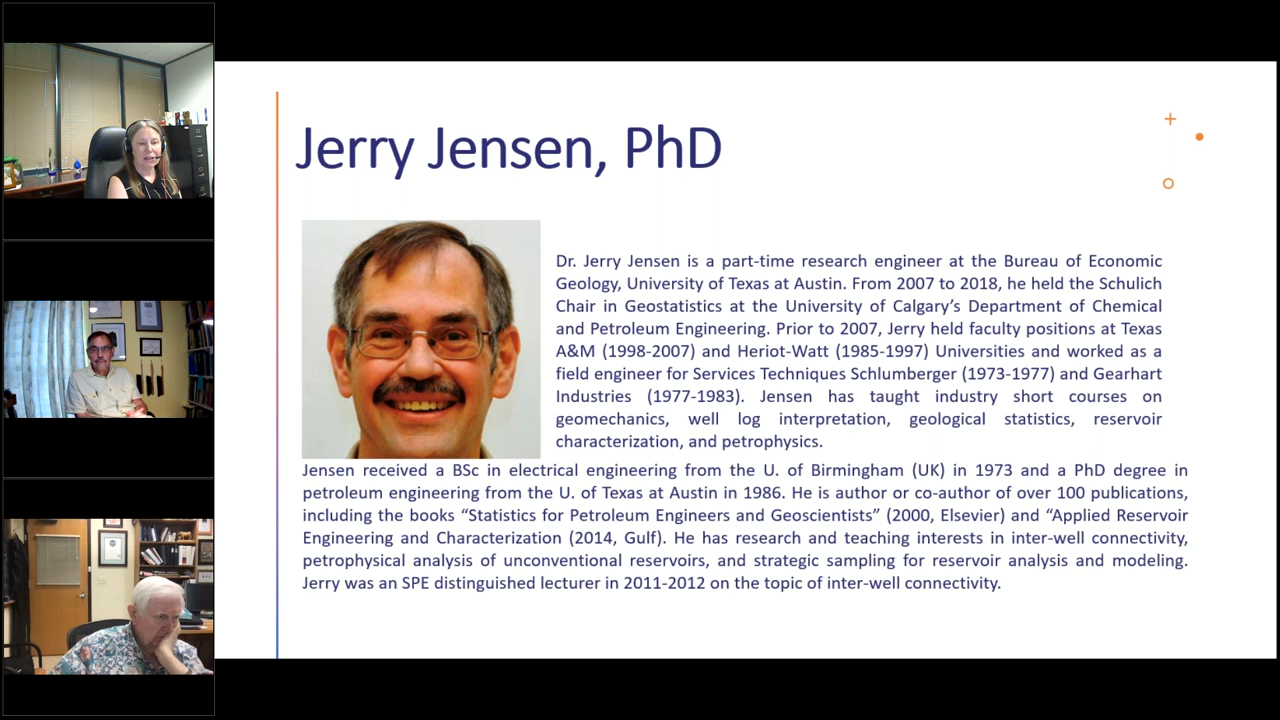 Jerry Jensen, PhD
Dr. Jerry Jensen is a part-time research engineer at the Bureau of Economic
Geology, University of Texas at Austin. From 2007 to 2018, he held the Schulich
Chair in Geostatistics at the University of Calgary’s Department of Chemical
and Petroleum Engineering. Prior to 2007, Jerry held faculty positions at Texas
A&M (1998-2007) and Heriot-Watt (1985-1997) Universities and worked as a
field engineer for Services Techniques Schlumberger (1973-1977) and Gearhart
Industries (1977-1983). Jensen has taught industry short courses on
geomechanics, well log interpretation, geological statistics, reservoir
characterization, and petrophysics.
Jensen received a BSc in electrical engineering from the U. of Birmingham (UK) in 1973 and a PhD degree in
petroleum engineering from the U. of Texas at Austin in 1986. He is author or co-author of over 100 publications,
including the books “Statistics for Petroleum Engineers and Geoscientists” (2000, Elsevier) and “Applied Reservoir
Engineering and Characterization (2014, Gulf). He has research and teaching interests in inter-well connectivity,
petrophysical analysis of unconventional reservoirs, and strategic sampling for reservoir analysis and modeling.
Jerry was an SPE distinguished lecturer in 2011-2012 on the topic of inter-well connectivity.